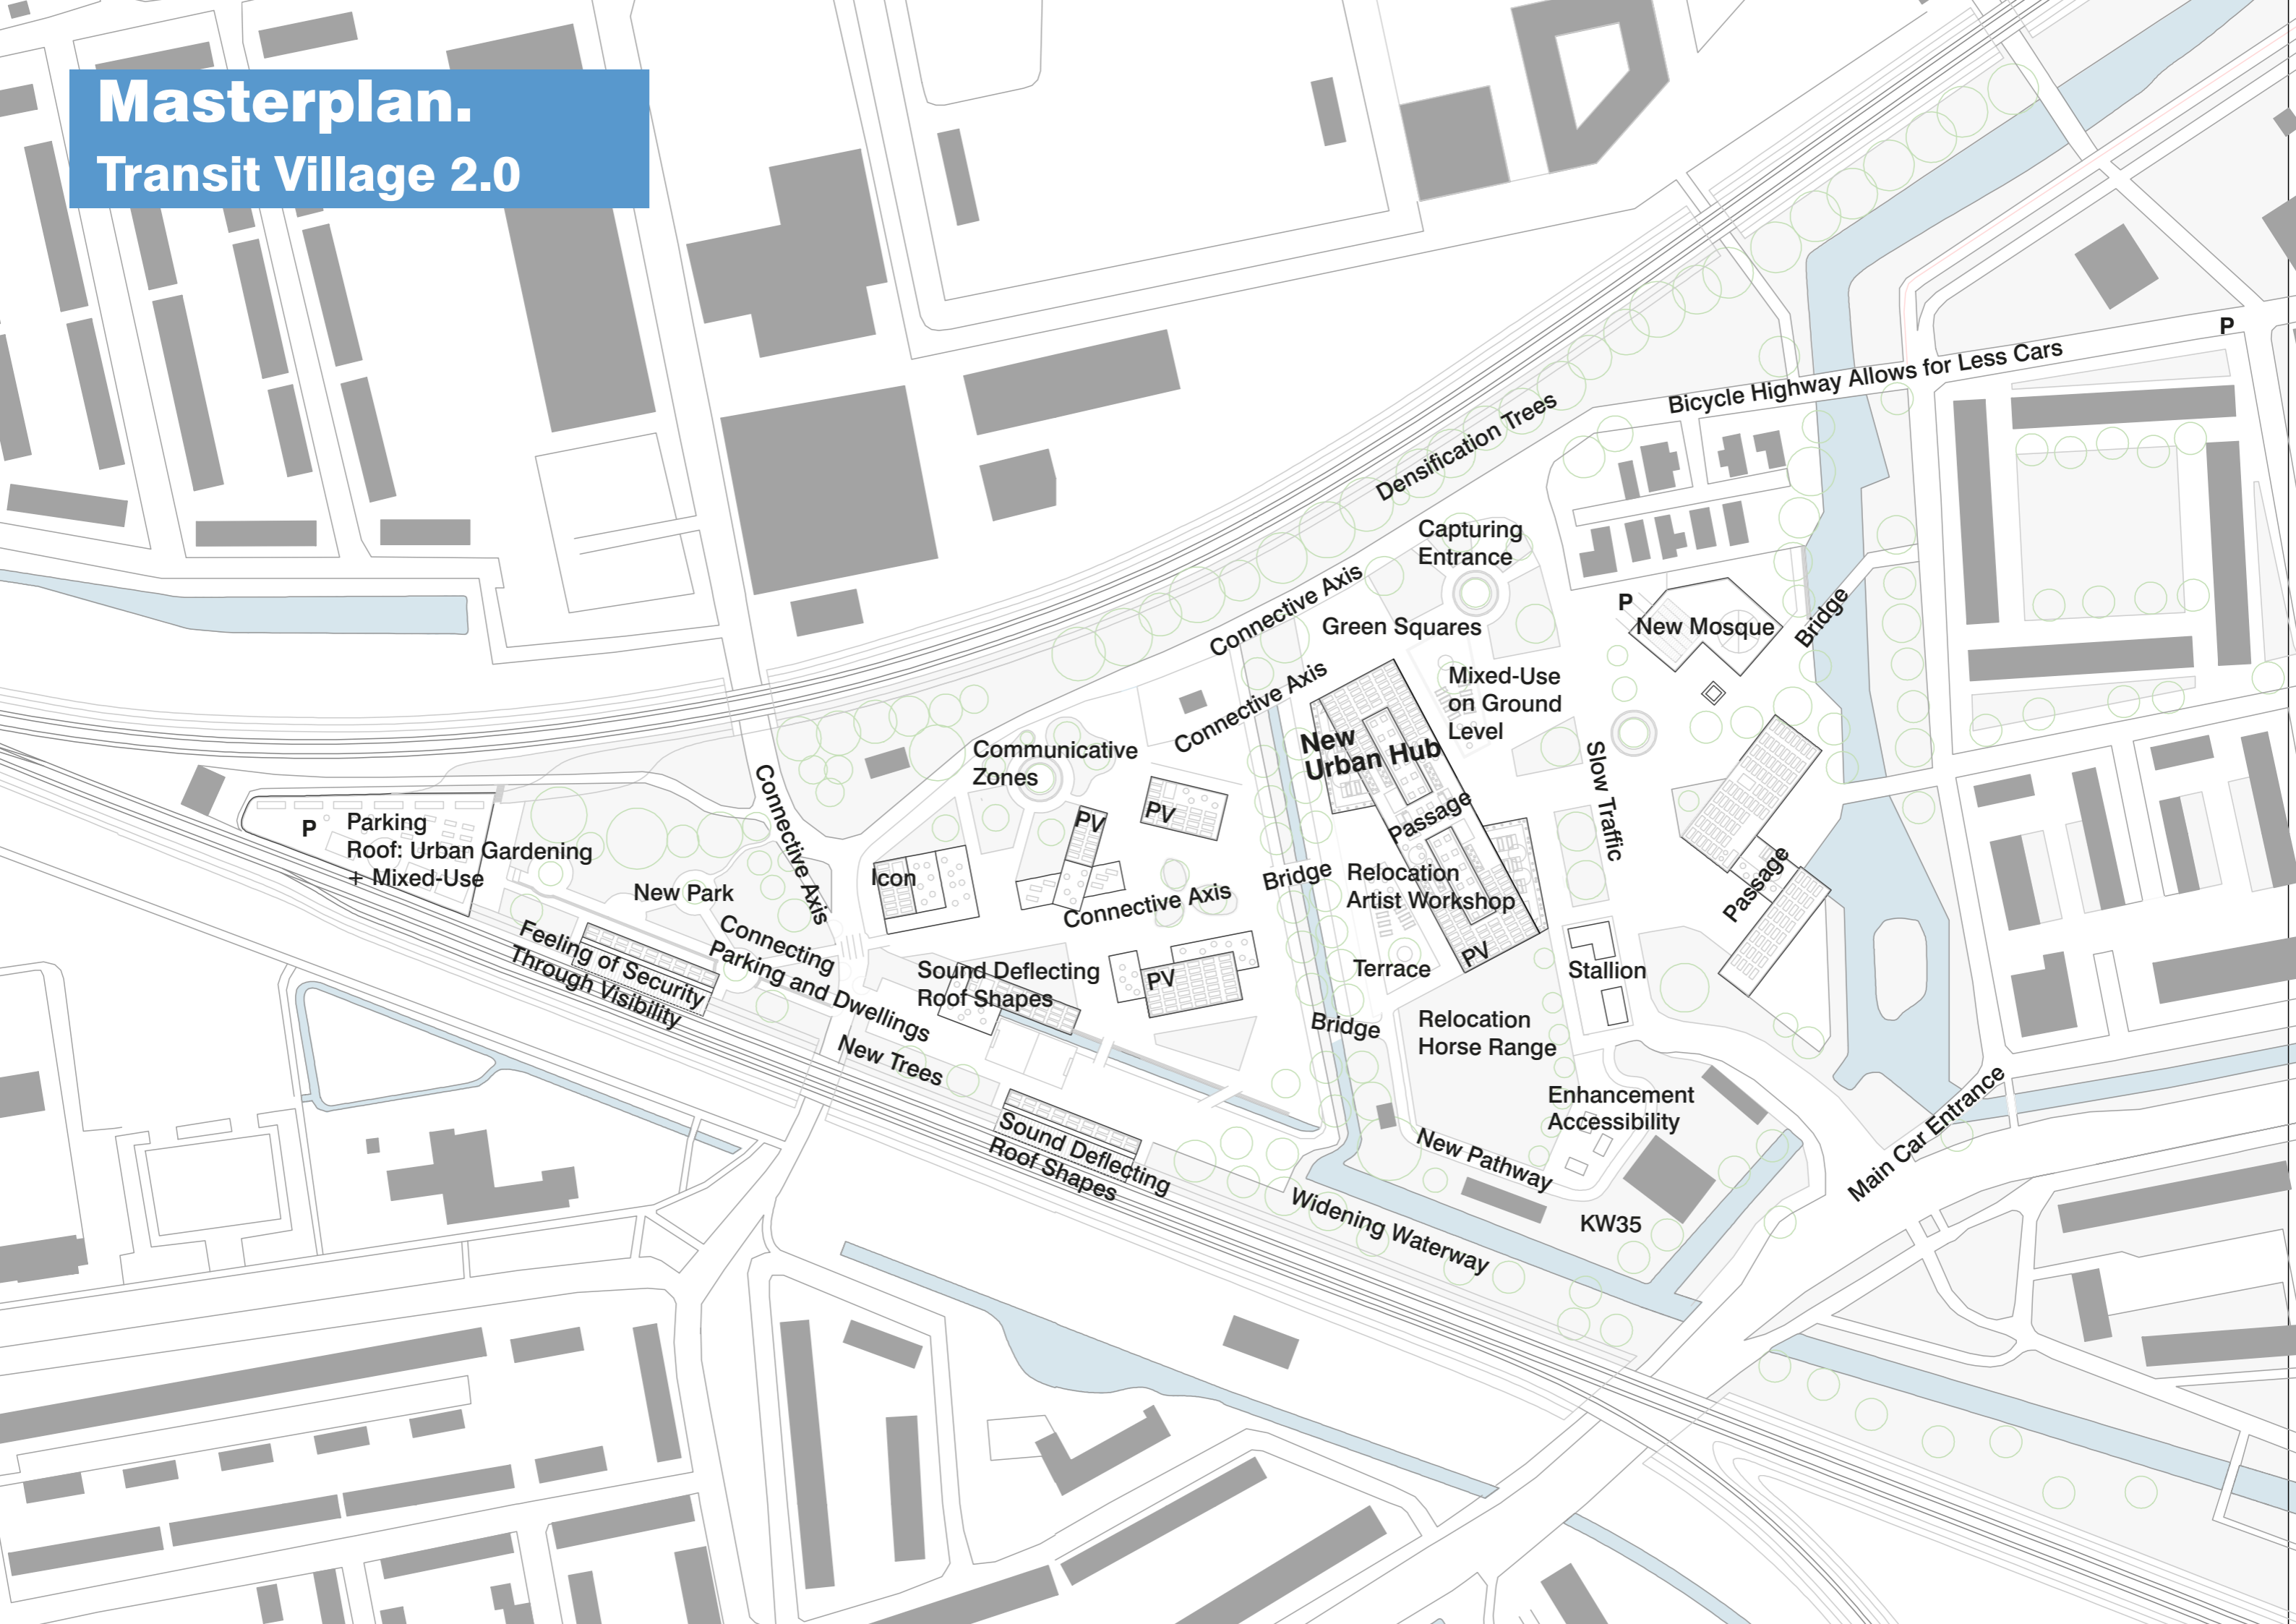 Masterplan.
Transit Village 2.0
P
Bicycle Highway Allows for Less Cars
Densification Trees
Capturing
Entrance
Connective Axis
Green Squares
P
New Mosque
Bridge
Connective Axis
Mixed-Use
on Ground
Level
New
Urban Hub
Communicative
Zones
Slow Traffic
Connective Axis
PV
PV
Passage
P
Parking
Roof: Urban Gardening
+ Mixed-Use
Icon
New Park
Bridge
Relocation
Artist Workshop
Passage
Connective Axis
Feeling of Security
Through Visibility
Connecting
Parking and Dwellings
Sound Deflecting
Roof Shapes
PV
PV
Terrace
Stallion
Bridge
Relocation
Horse Range
New Trees
Enhancement
Accessibility
Main Car Entrance
Sound Deflecting
Roof Shapes
New Pathway
Widening Waterway
KW35